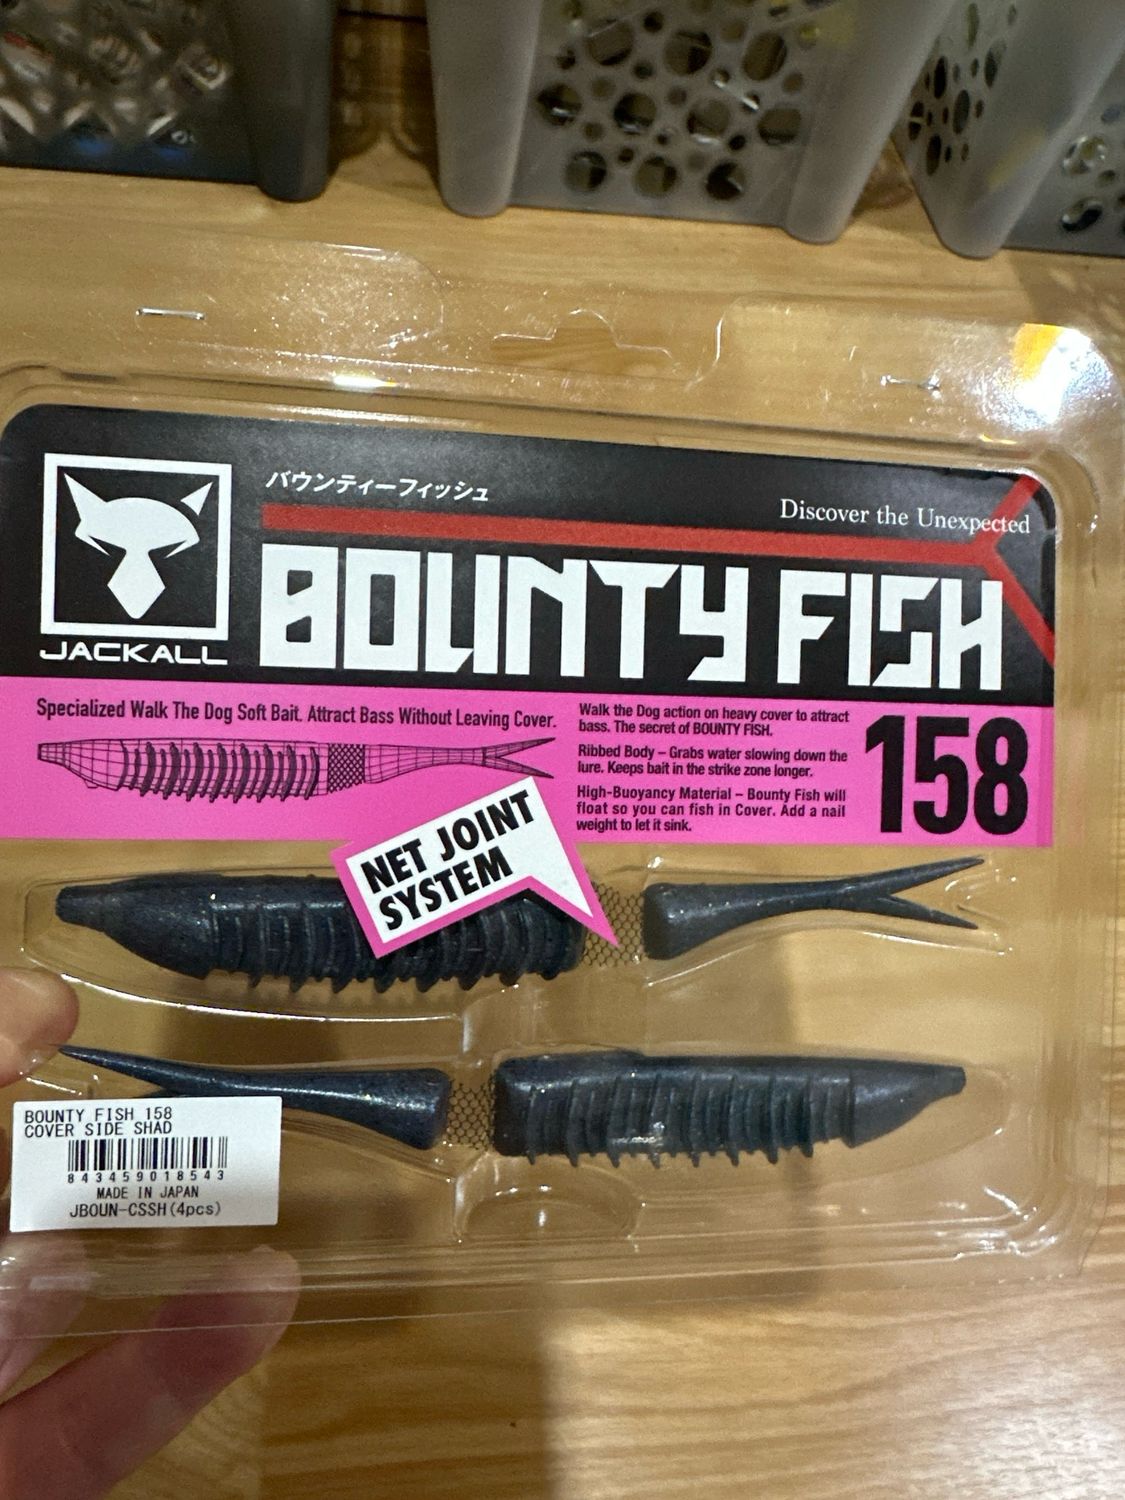 バウンティーフィッシュ
Discover the Unexpected
BOUNTY FISH
JACKALL
Specialized Walk The Dog Soft Bait. Attract Bass Without Leaving Cover.
Walk the Dog action on heavy cover to attract
bass. The secret of BOUNTY FISH.
Ribbed Body – Grabs water slowing down the
lure. Keeps bait in the strike zone longer.
High-Buoyancy Material – Bounty Fish will
float so you can fish in Cover. Add a nail
weight to let it sink.
158
NET JOINT
SYSTEM
BOUNTY FISH 158
COVER SIDE SHAD
843459018543
MADE IN JAPAN
JBOUN-CSSH(4pcs)